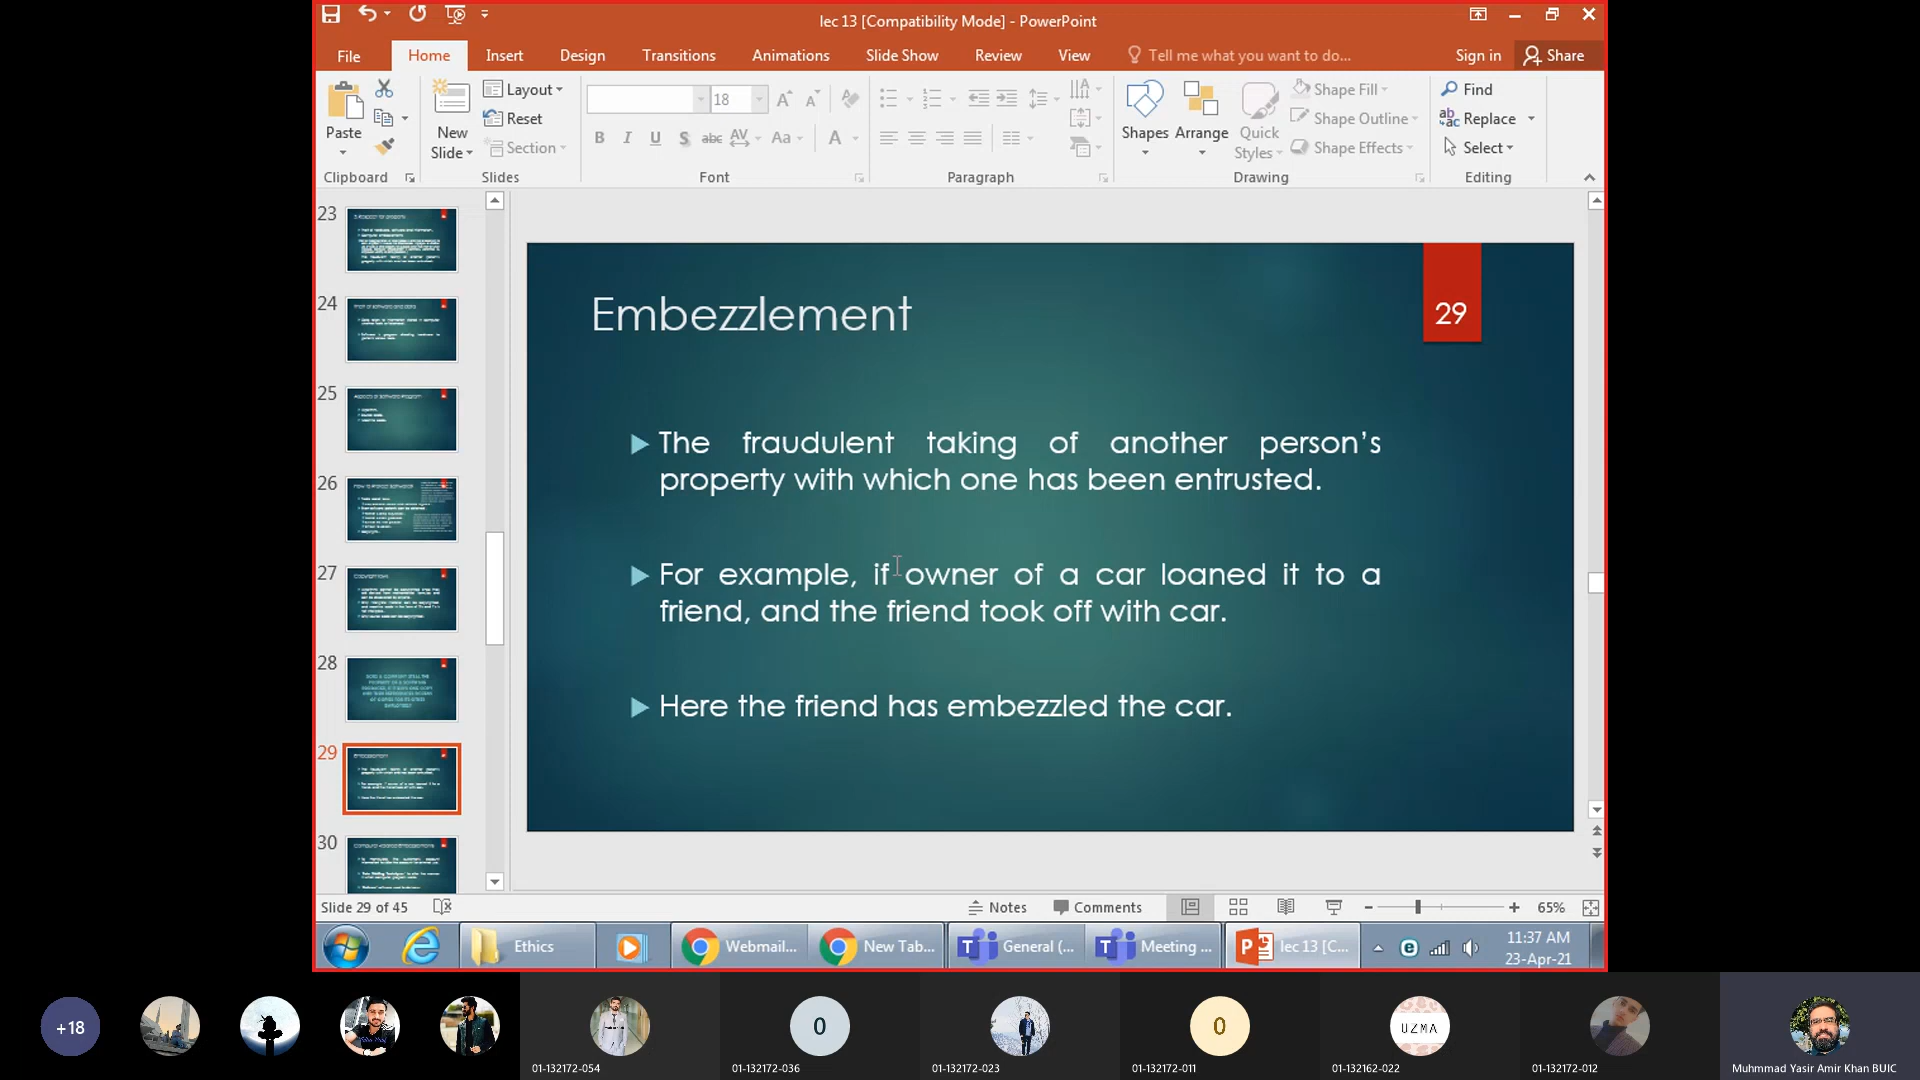 lec 13 [Compatibility Mode] - PowerPoint
File Home Insert Design Transitions Animations Slide Show Review View Tell me what you want to do... Sign in Share
Paste
New Slide
Layout
Reset
Section
18
B I U S abc AV Aa A
Shapes Arrange Quick Styles
Shape Fill
Shape Outline
Shape Effects
Find
Replace
Select
Clipboard Slides Font Paragraph Drawing Editing
23
24
25
26
27
28
29
30
Embezzlement
29
The fraudulent taking of another person's
property with which one has been entrusted.
For example, if owner of a car loaned it to a
friend, and the friend took off with car.
Here the friend has embezzled the car.
Slide 29 of 45 Notes Comments 65%
Ethics Webmail... New Tab... General (... Meeting ... lec 13 [C... 11:37 AM
23-Apr-21
+18 0 0 UZMA
01-132172-054 01-132172-036 01-132172-023 01-132172-011 01-132162-022 01-132172-012 Muhmmad Yasir Amir Khan BUIC